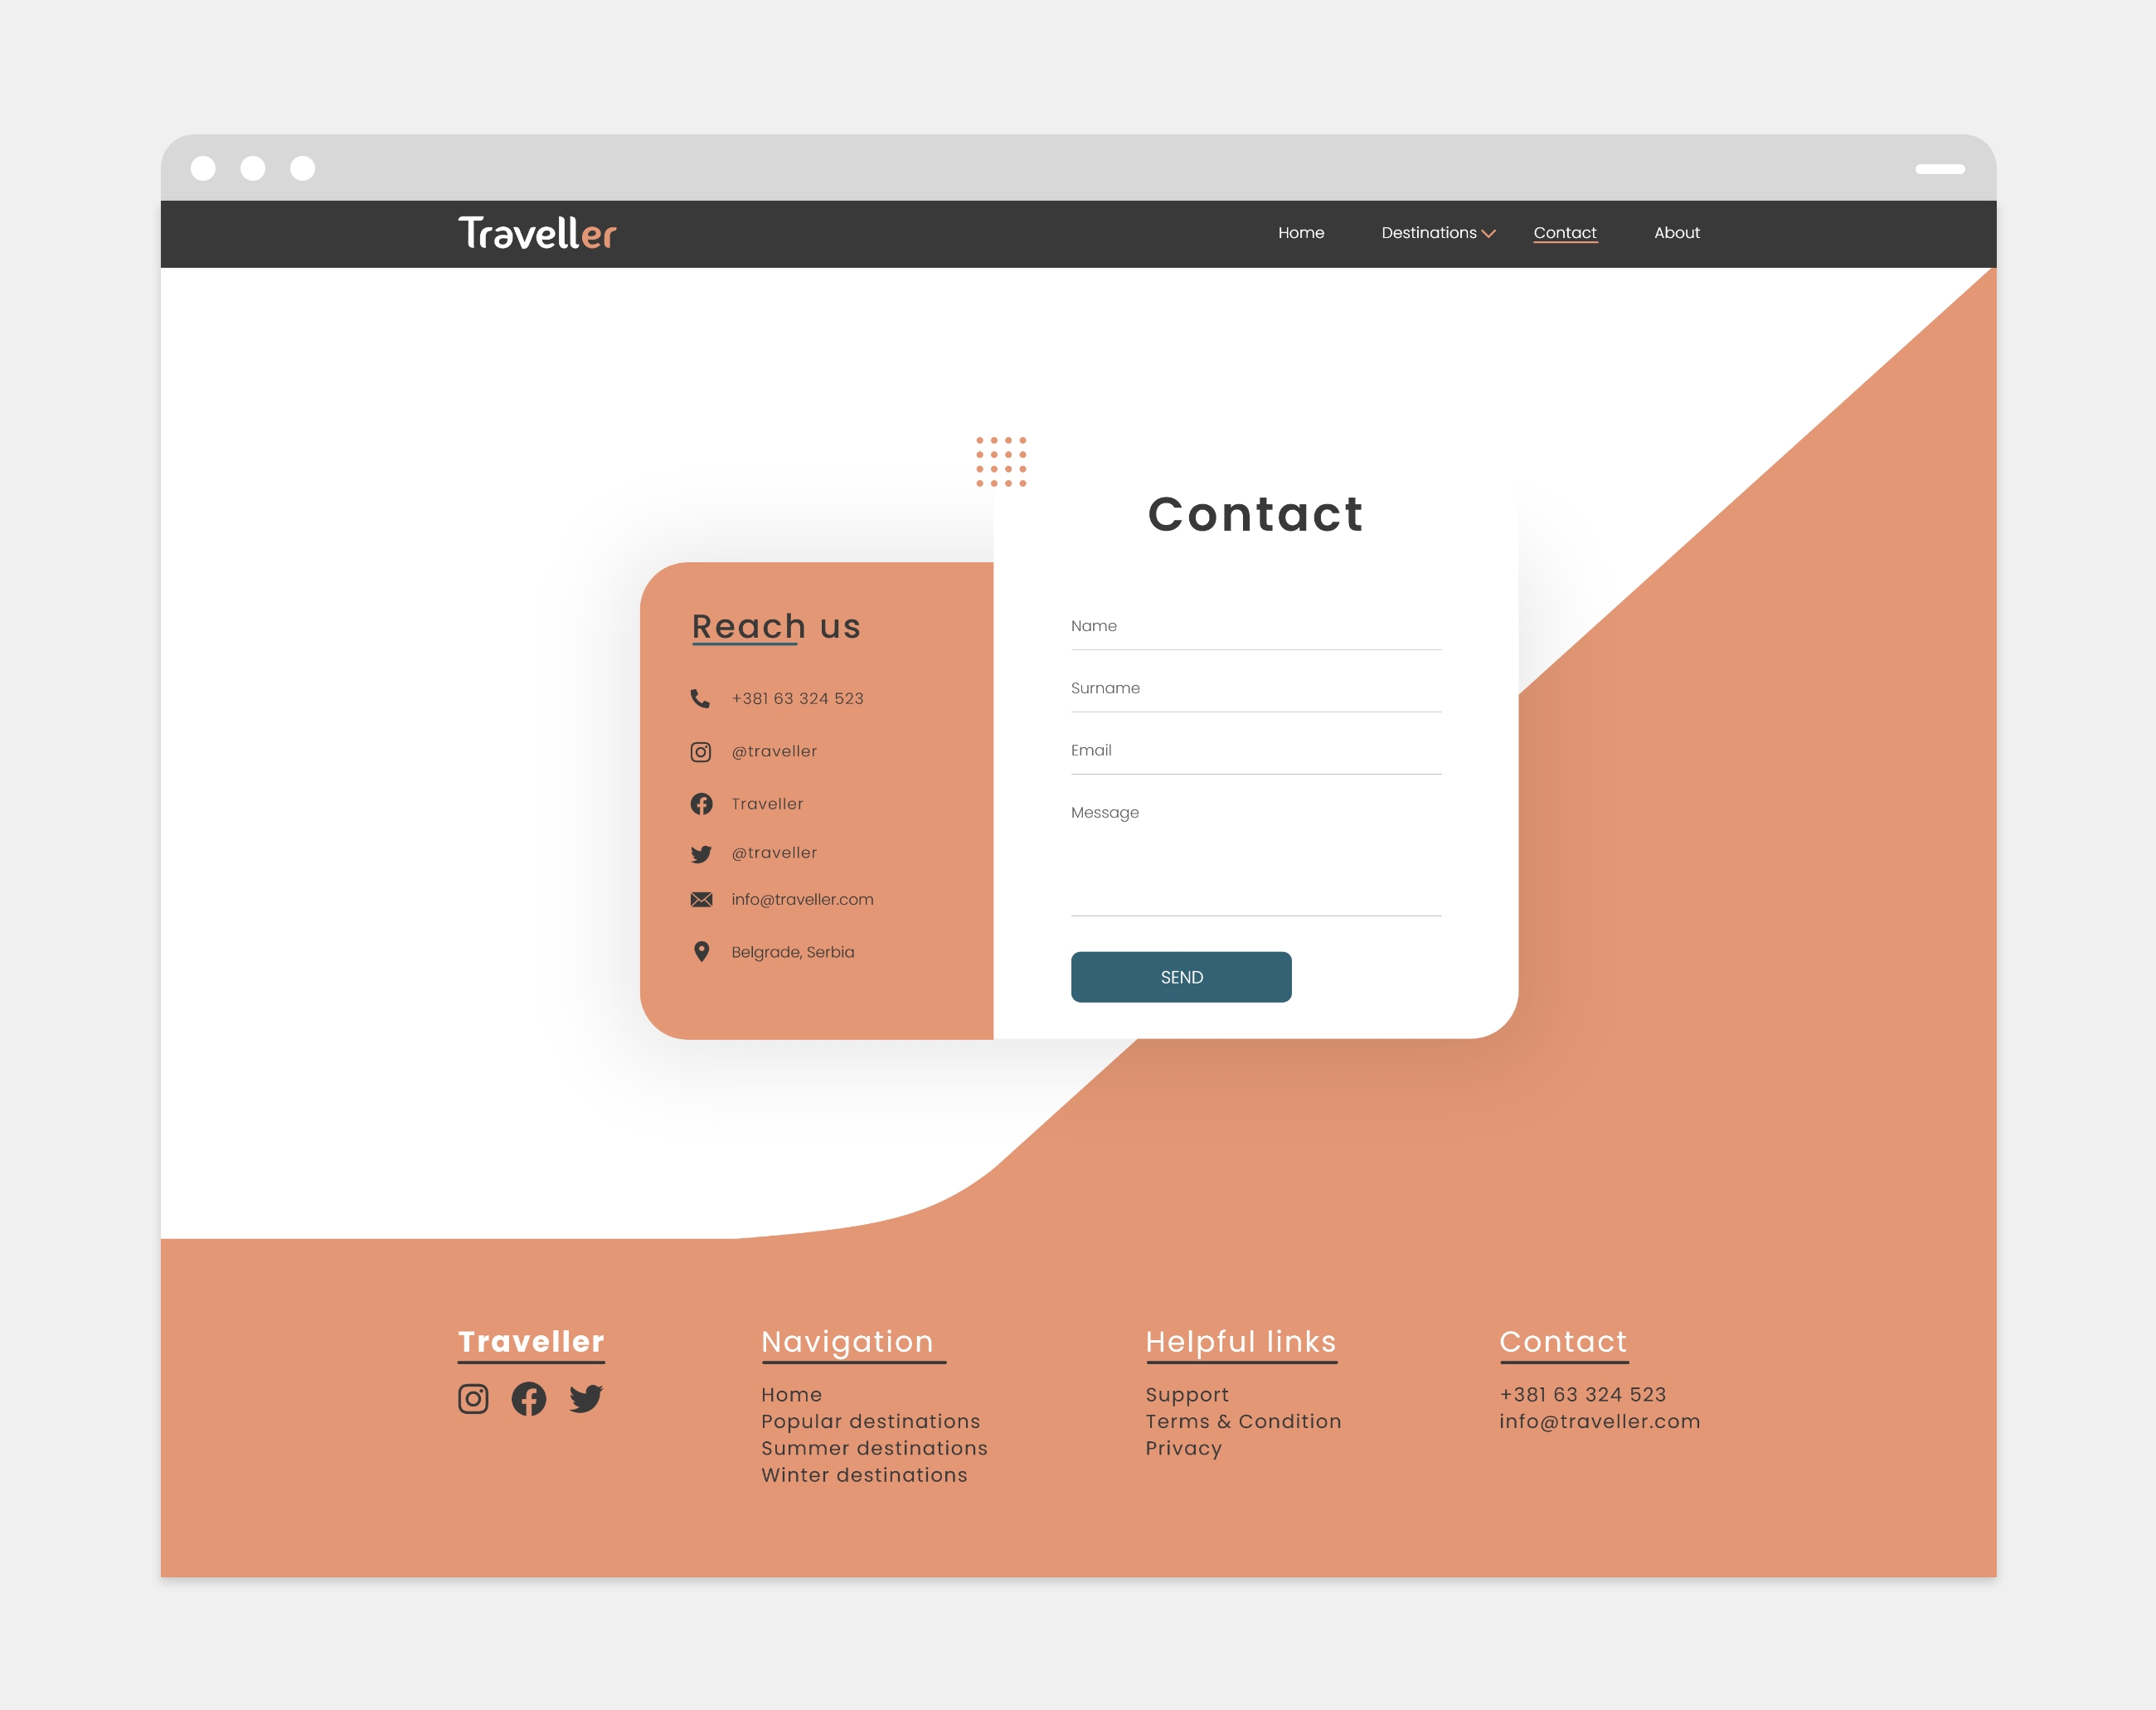 Traveller
Home Destinations Contact About
Contact
Reach us
+381 63 324 523
@traveller
Traveller
@traveller
info@traveller.com
Belgrade, Serbia
Name
Surname
Email
Message
SEND
Traveller
Navigation
Home
Popular destinations
Summer destinations
Winter destinations
Helpful links
Support
Terms & Condition
Privacy
Contact
+381 63 324 523
info@traveller.com